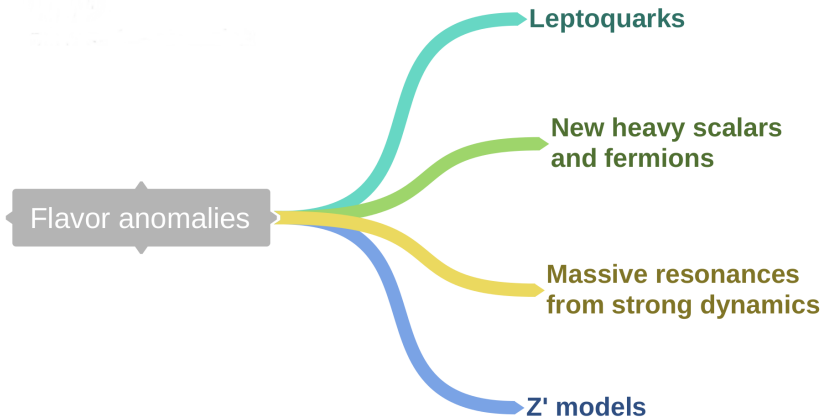 Leptoquarks
New heavy scalars
and fermions
Flavor anomalies
Massive resonances
from strong dynamics
Z' models